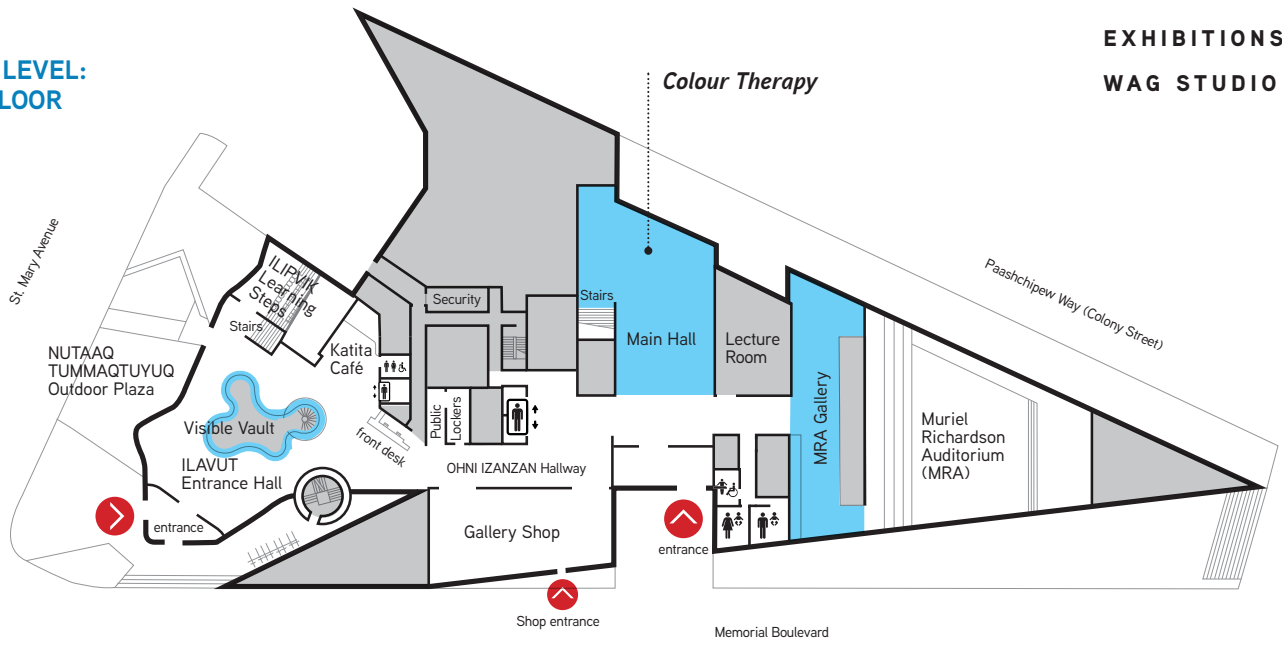 EXHIBITIONS
WAG STUDIO
LEVEL:
LOOR
Colour Therapy
St. Mary Avenue
Paashchipew Way (Colony Street)
ILIPVIK
Learning
Steps
Stairs
Security
Stairs
Main Hall
Lecture
Room
MRA Gallery
Muriel
Richardson
Auditorium
(MRA)
NUTAAQ
TUMMAQTUYUQ
Outdoor Plaza
Katita
Café
Visible Vault
front desk
Public
Lockers
ILAVUT
Entrance Hall
OHNI IZANZAN Hallway
entrance
Gallery Shop
entrance
Shop entrance
Memorial Boulevard